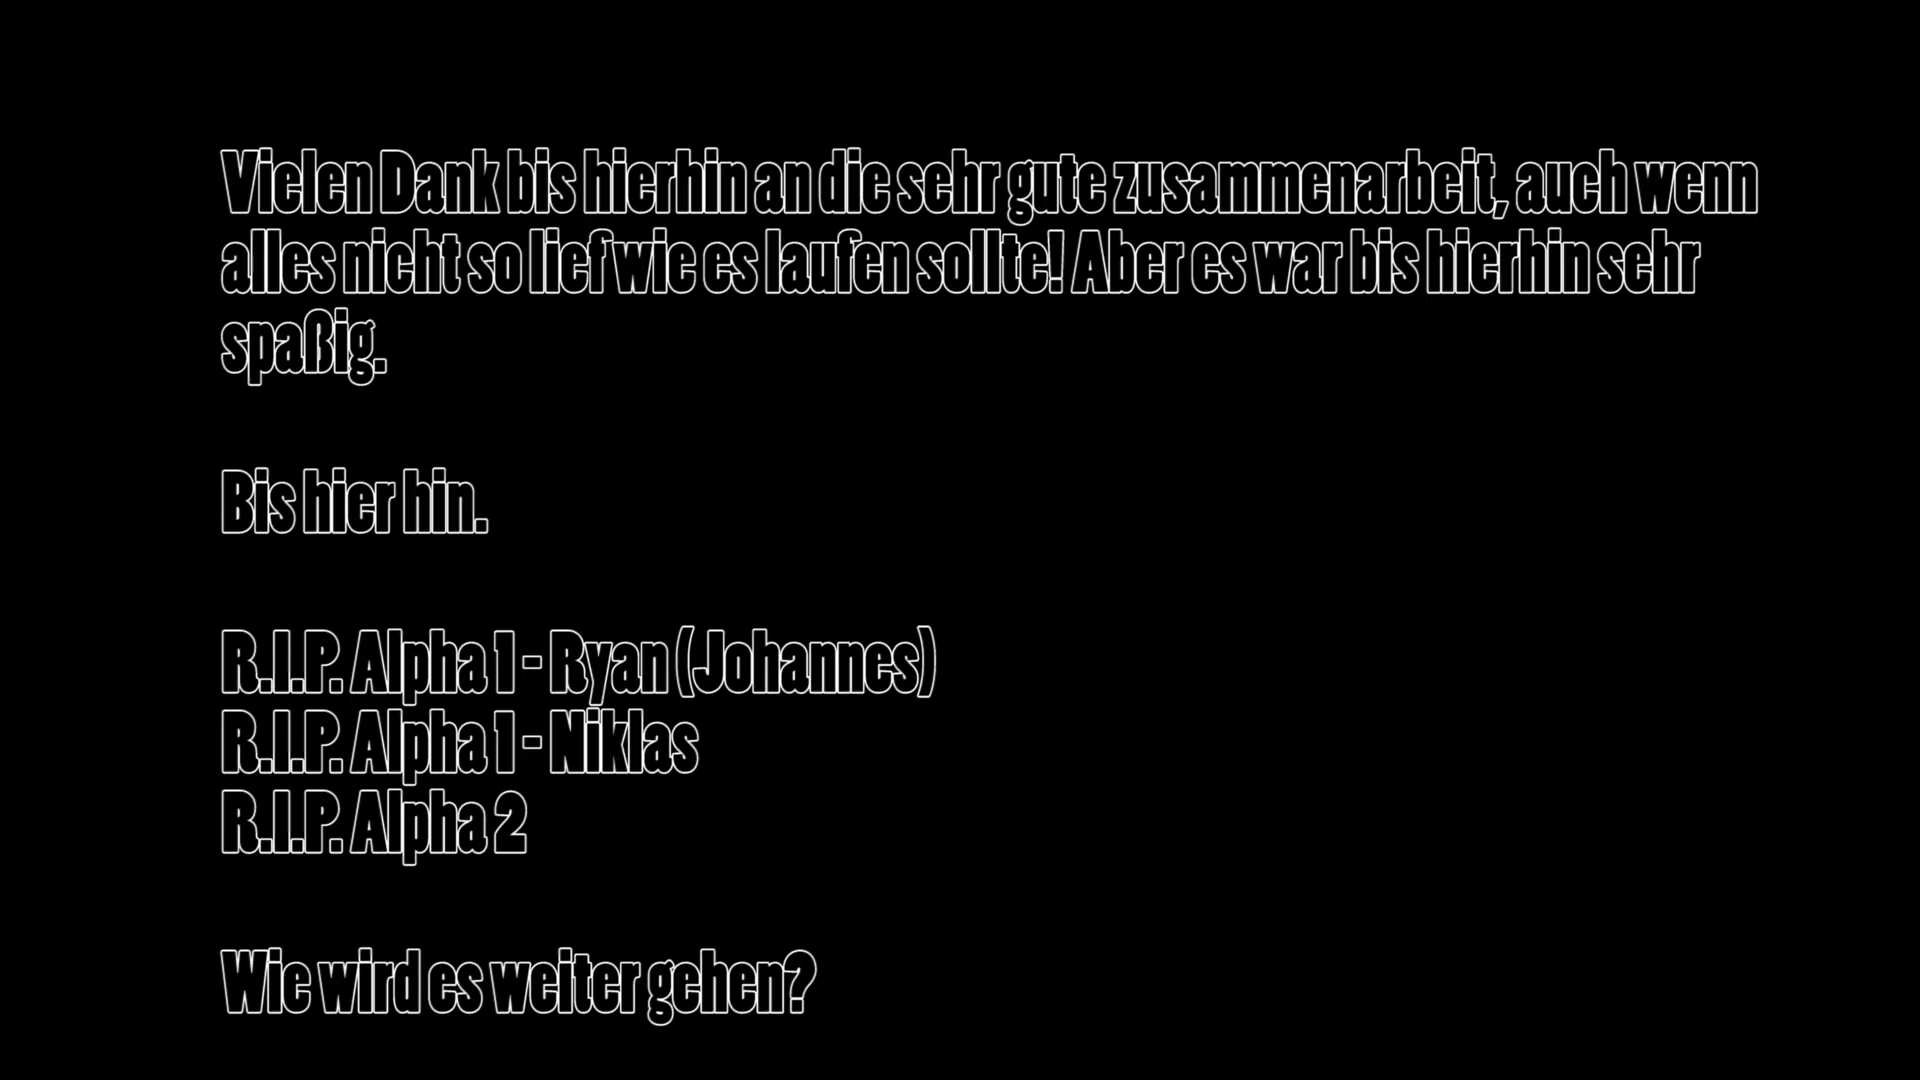 Vielen Dank bis hierhin an die sehr gute zusammenarbeit, auch wenn
alles nicht so lief wie es laufen sollte! Aber es war bis hierhin sehr
spaßig.
Bis hier hin.
R.I.P. Alpha 1 - Ryan (Johannes)
R.I.P. Alpha 1 - Niklas
R.I.P. Alpha 2
Wie wird es weiter gehen?